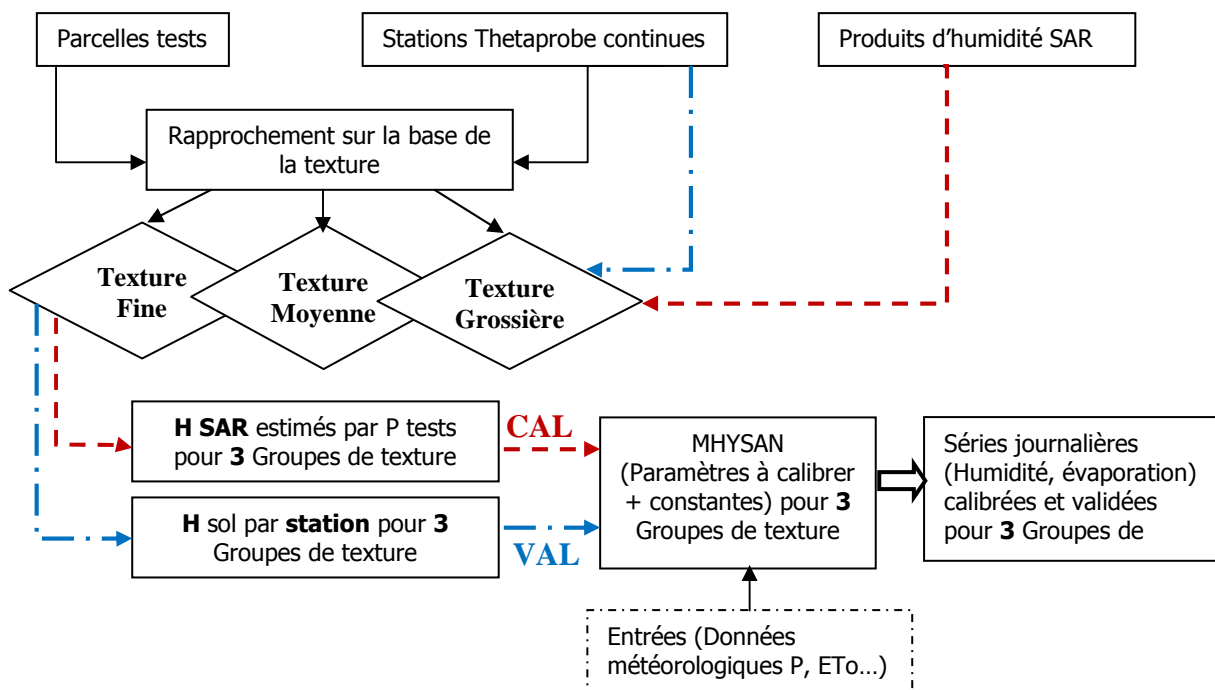 Parcelles tests
Stations Thetaprobe continues
Produits d’humidité SAR
Rapprochement sur la base de
la texture
Texture
Fine
Texture
Moyenne
Texture
Grossière
H SAR estimés par P tests
pour 3 Groupes de texture
CAL
H sol par station pour 3
Groupes de texture
VAL
MHYSAN
(Paramètres à calibrer
+ constantes) pour 3
Groupes de texture
Séries journalières
(Humidité, évaporation)
calibrées et validées
pour 3 Groupes de
Entrées (Données
météorologiques P, ETo…)